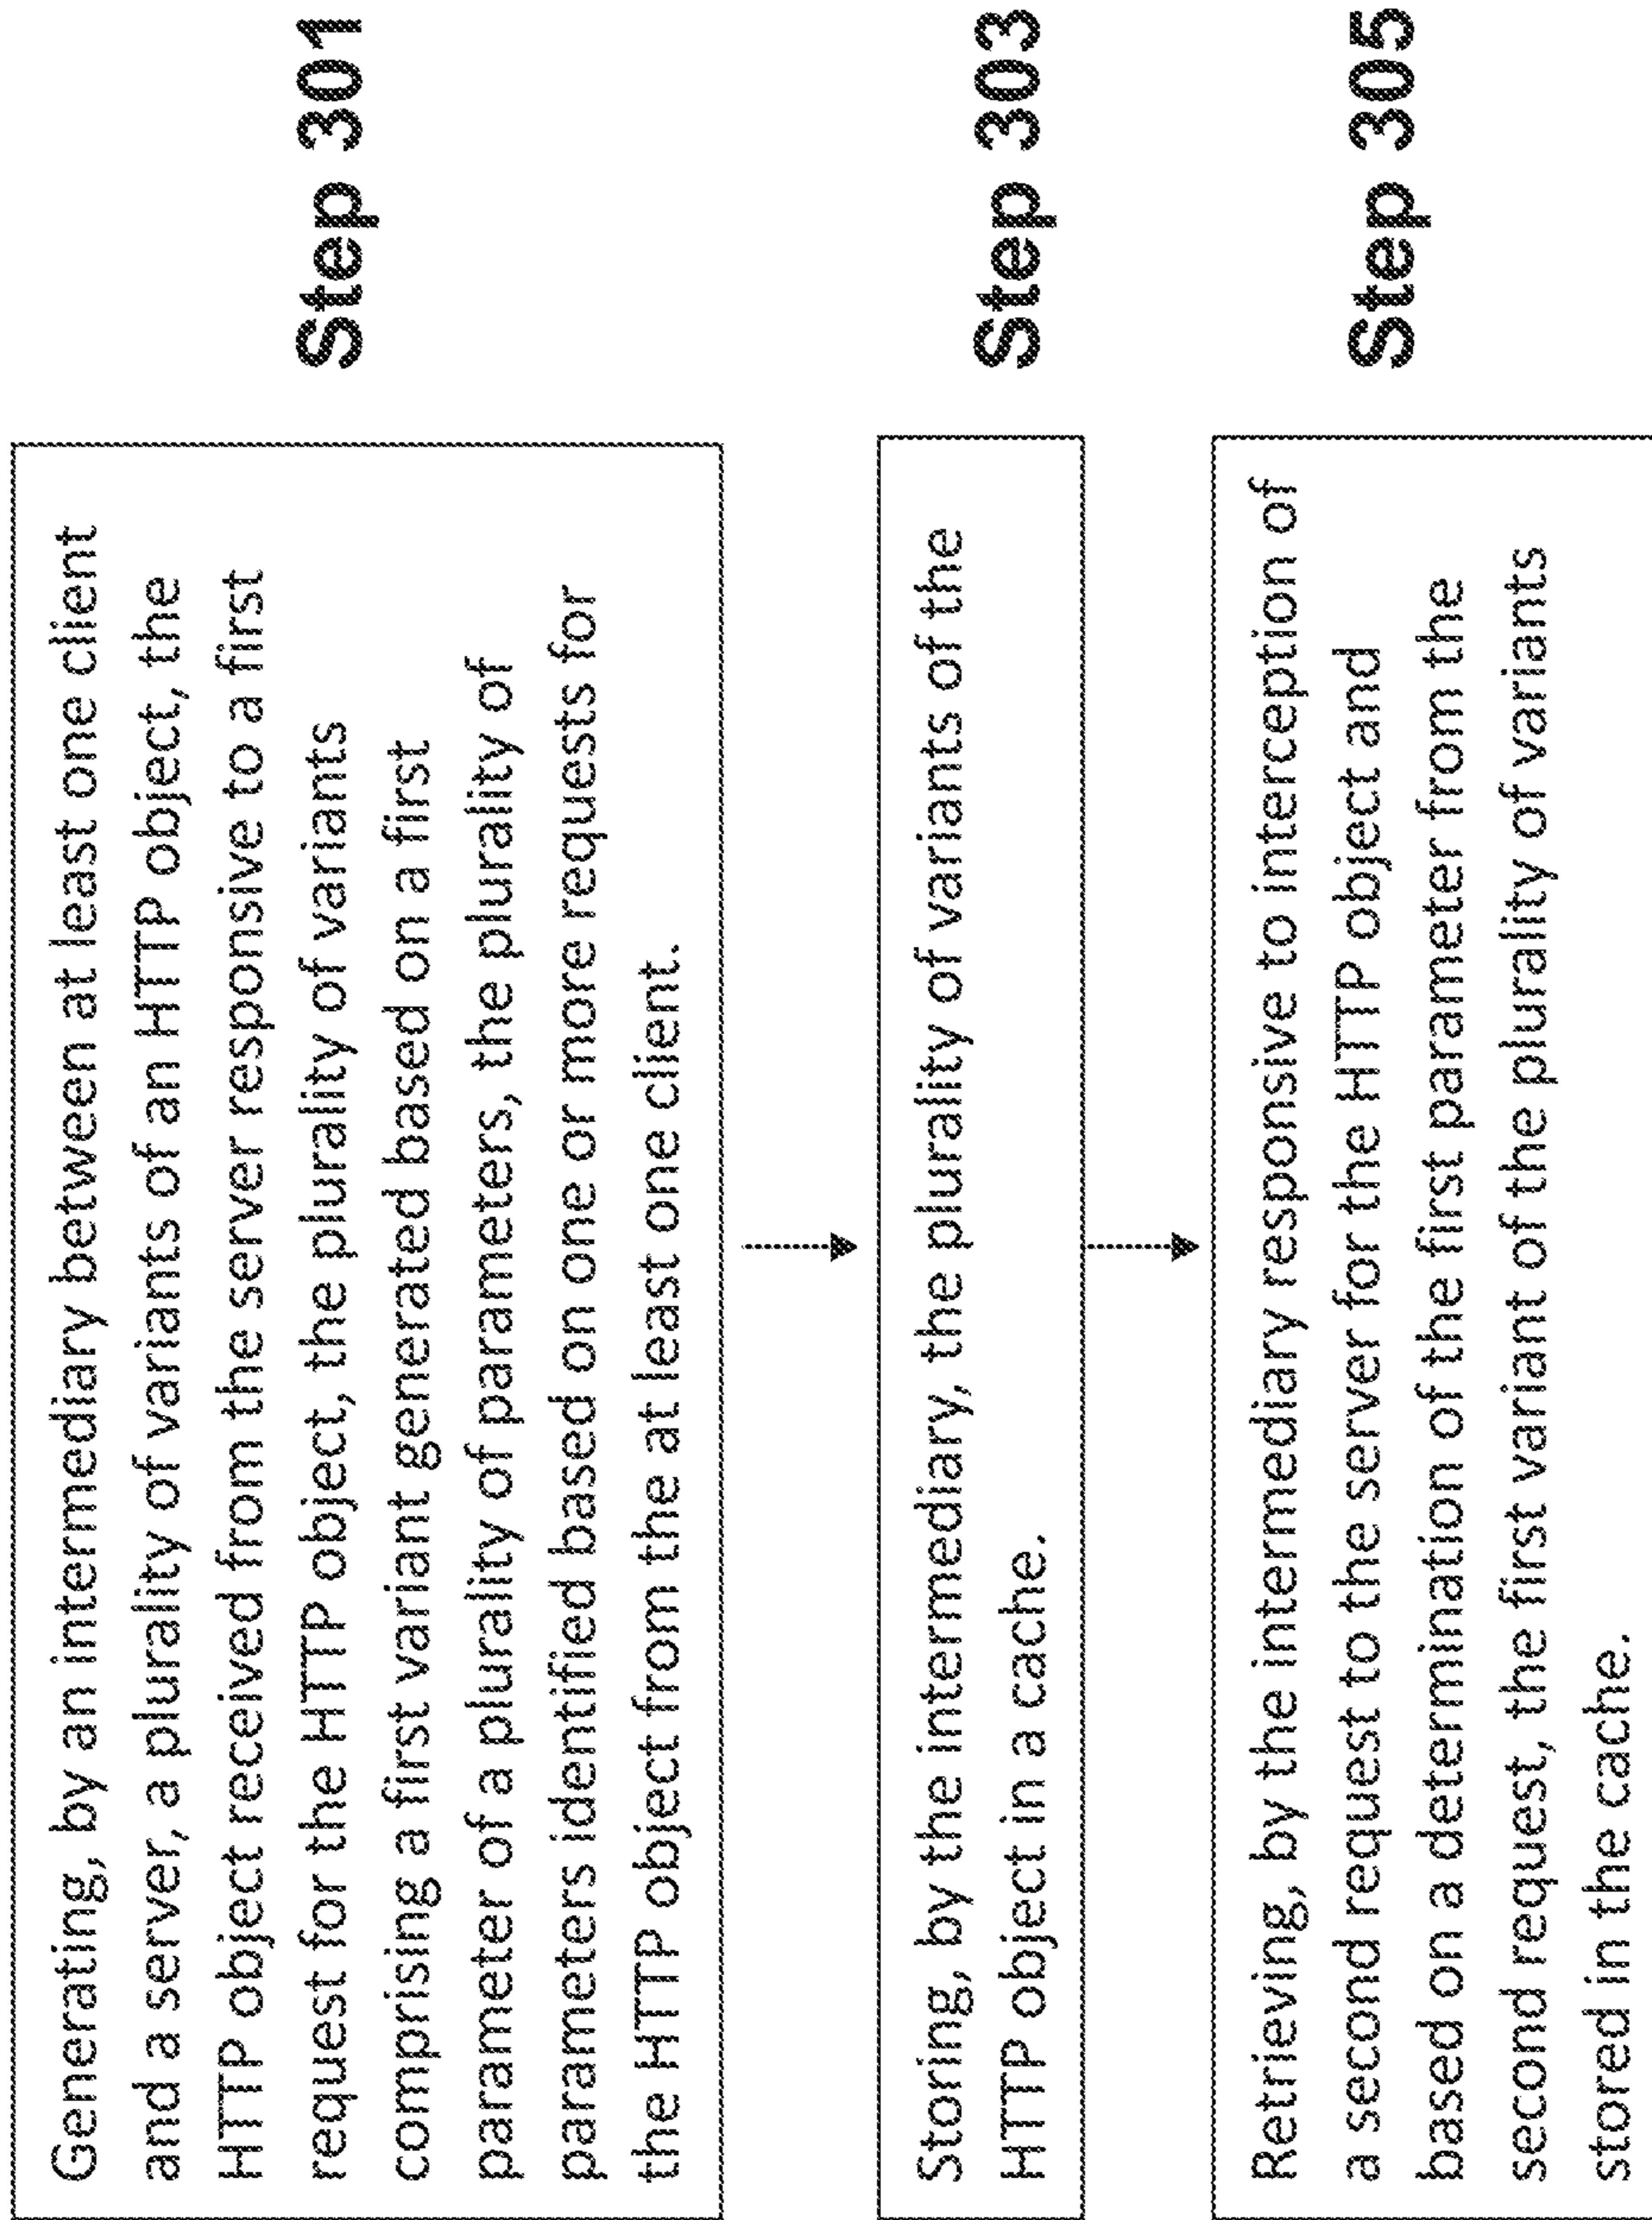 Generating, by an intermediary between at least one client
and a server, a plurality of variants of an HTTP object, the
HTTP object received from the server responsive to a first
request for the HTTP object, the plurality of variants
comprising a first variant generated based on a first
parameter of a plurality of parameters, the plurality of
parameters identified based on one or more requests for
the HTTP object from the at least one client.
Step 301
Storing, by the intermediary, the plurality of variants of the
HTTP object in a cache.
Step 303
Retrieving, by the intermediary responsive to interception of
a second request to the server for the HTTP object and
based on a determination of the first parameter from the
second request, the first variant of the plurality of variants
stored in the cache.
Step 305